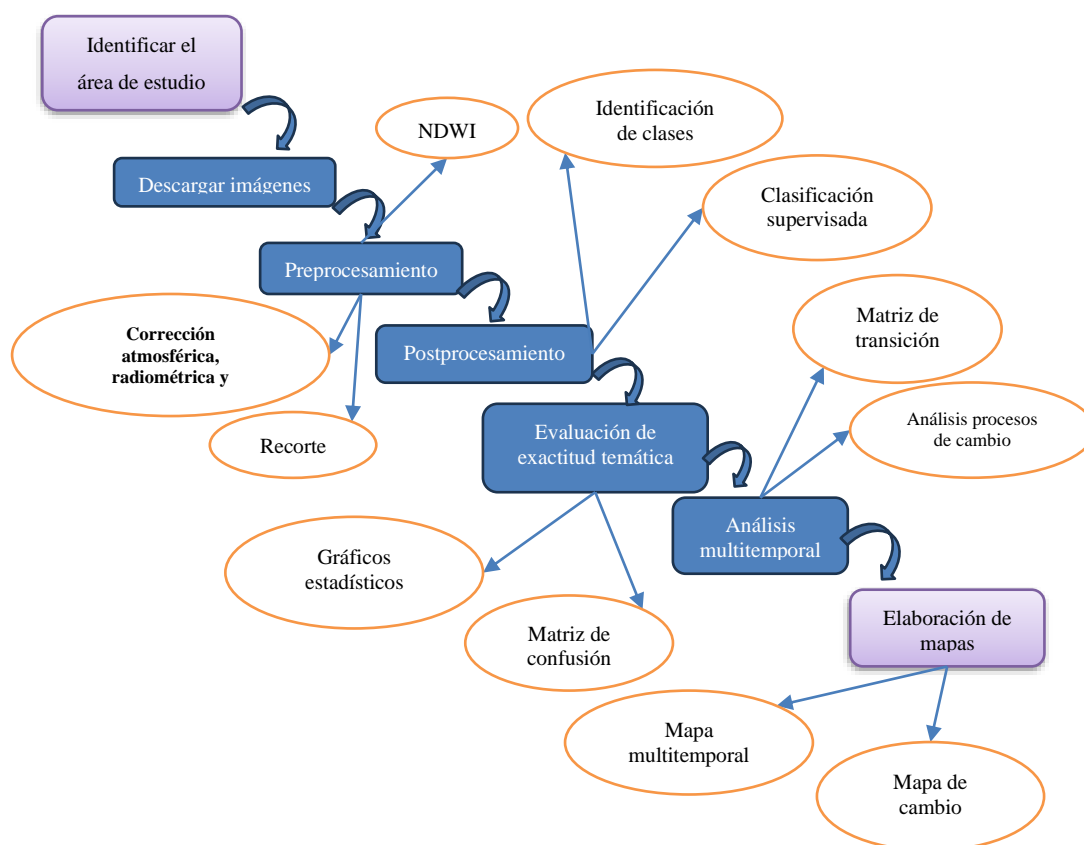 Identificar el
área de estudio
NDWI
Identificación
de clases
Descargar imágenes
Clasificación
supervisada
Preprocesamiento
Corrección
atmosférica,
radiométrica y
Postprocesamiento
Matriz de
transición
Recorte
Evaluación de
exactitud temática
Análisis procesos
de cambio
Análisis
multitemporal
Gráficos
estadísticos
Matriz de
confusión
Elaboración de
mapas
Mapa
multitemporal
Mapa de
cambio